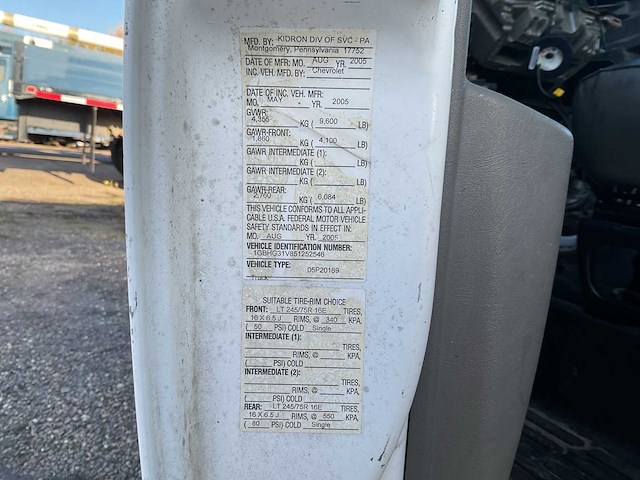 MFD. BY: KIDRON DIV OF SVC - PA
Montgomery, Pennsylvania 17752
DATE OF MFR: MO. AUG YR. 2005
INC. VEH. MFD. BY: Chevrolet
DATE OF INC. VEH. MFR:
MO. MAY YR. 2005
GVWR:
4,355 KG ( 9,600 LB)
GAWR-FRONT:
1,860 KG ( 4,100 LB)
GAWR INTERMEDIATE (1):
KG ( LB)
GAWR INTERMEDIATE (2):
KG ( LB)
GAWR-REAR:
2,760 KG ( 6,084 LB)
THIS VEHICLE CONFORMS TO ALL APPLI-
CABLE U.S.A. FEDERAL MOTOR VEHICLE
SAFETY STANDARDS IN EFFECT IN:
MO. AUG YR. 2005
VEHICLE IDENTIFICATION NUMBER:
1GBHG31V851252546
VEHICLE TYPE: 05P20169
Truck
SUITABLE TIRE-RIM CHOICE
FRONT: LT 245/75R 16E TIRES,
16 X 6.5 J RIMS, @ 340 KPA,
( 50 PSI) COLD Single
INTERMEDIATE (1):
TIRES,
RIMS, @ KPA,
( PSI) COLD
INTERMEDIATE (2):
TIRES,
RIMS, @ KPA,
( PSI) COLD
REAR: LT 245/75R 16E TIRES,
16 X 6.5 J RIMS, @ 550 KPA,
( 80 PSI) COLD Single